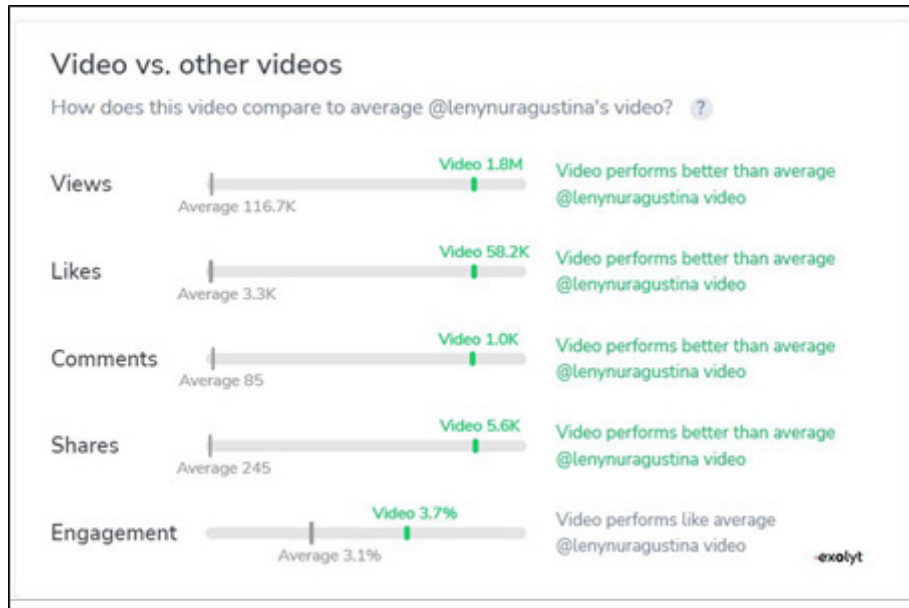 Video vs. other videos
How does this video compare to average @lenynuragustina's video? ?
Video 1.8M
Views
Average 116.7K
Video performs better than average
@lenynuragustina video
Video 58.2K
Likes
Average 3.3K
Video performs better than average
@lenynuragustina video
Video 1.0K
Comments
Average 85
Video performs better than average
@lenynuragustina video
Video 5.6K
Shares
Average 245
Video performs better than average
@lenynuragustina video
Video 3.7%
Engagement
Average 3.1%
Video performs like average
@lenynuragustina video
exolyt